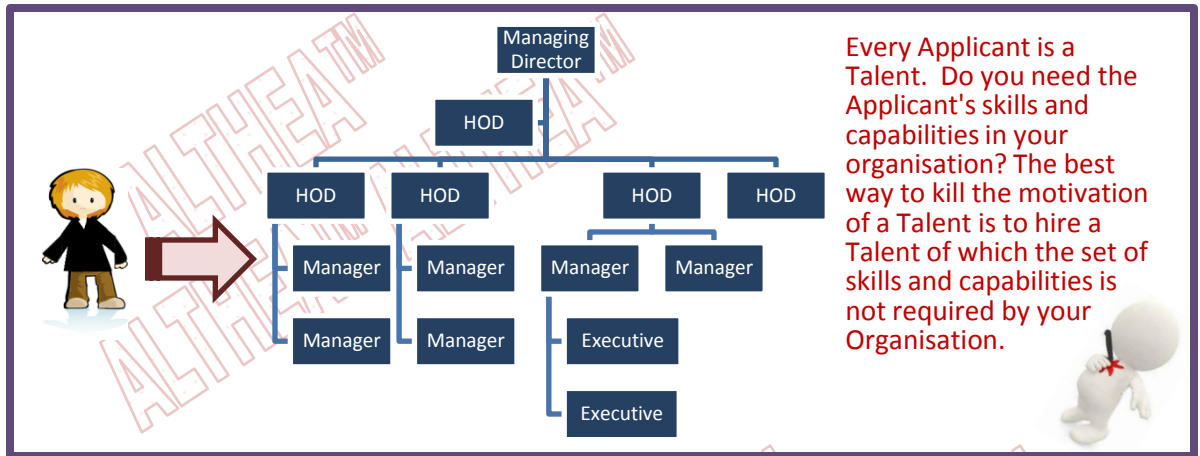 Managing
Director
HOD
HOD
HOD
HOD
HOD
Manager
Manager
Manager
Manager
Manager
Manager
Executive
Executive
Every Applicant is a
Talent.  Do you need the
Applicant's skills and
capabilities in your
organisation? The best
way to kill the motivation
of a Talent is to hire a
Talent of which the set of
skills and capabilities is
not required by your
Organisation.
ALTHEA™
ALTHEA™
ALTHEA™